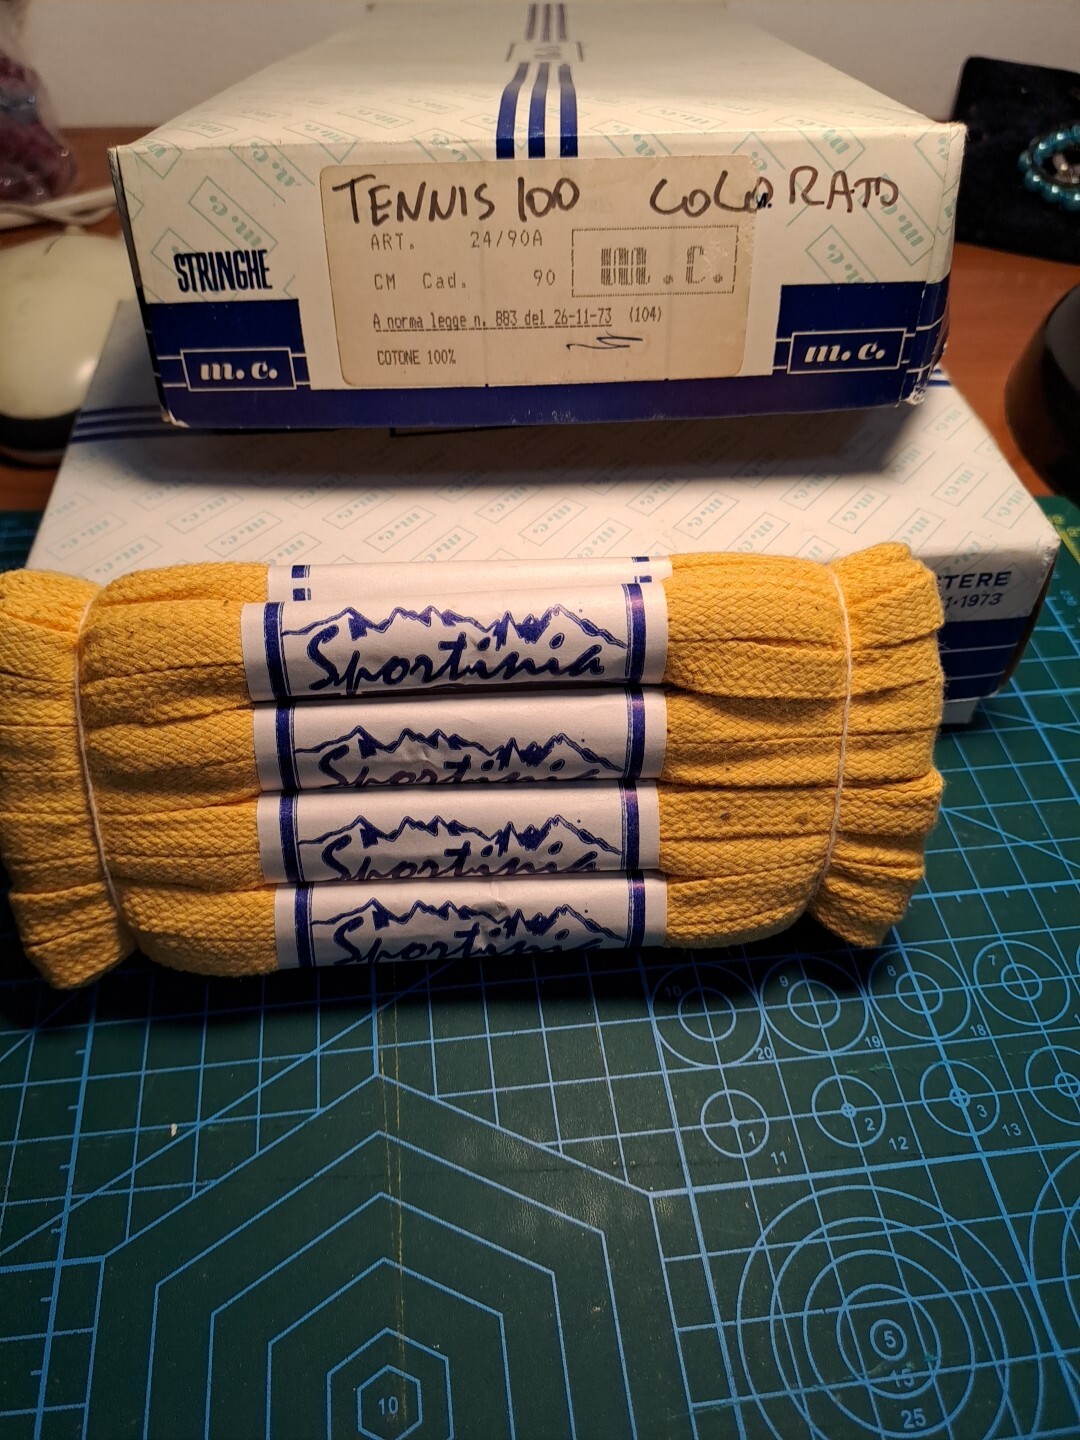 TENNIS 100 COLORATO
ART. 24/90A
M.C.
STRINGHE
CM Cad. 90
A norma legge n. 883 del 26-11-73 (104)
COTONE 100%
m.c.
m.c.
TERE
1-1973
Sportinia
Sportinia
Sportinia
Sportinia
10
9
8
7
20
19
18
1
2
3
11
12
13
5
15
25
10